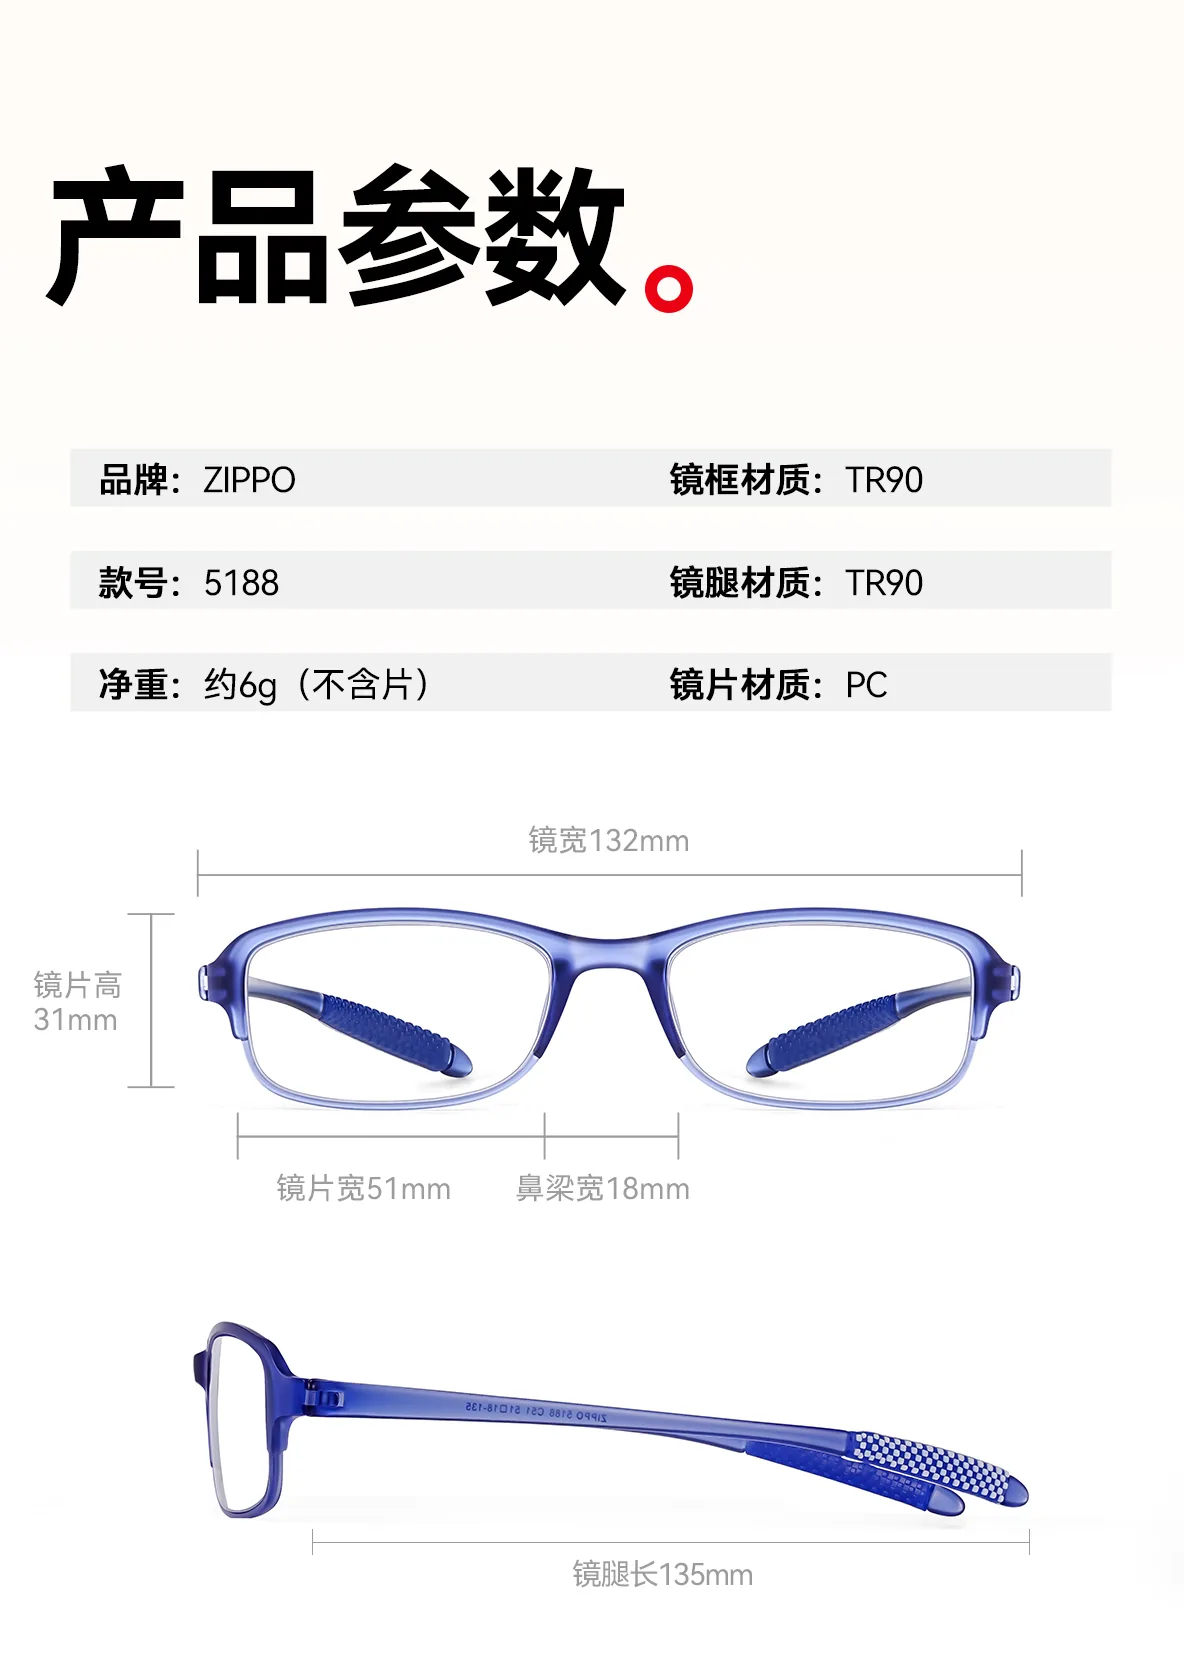 产品参数。
品牌：ZIPPO
镜框材质：TR90
款号：5188
镜腿材质：TR90
净重：约6g（不含片）
镜片材质：PC
镜宽132mm
镜片高
31mm
镜片宽51mm
鼻梁宽18mm
ZIPPO 5188 C51 51□18-135
镜腿长135mm